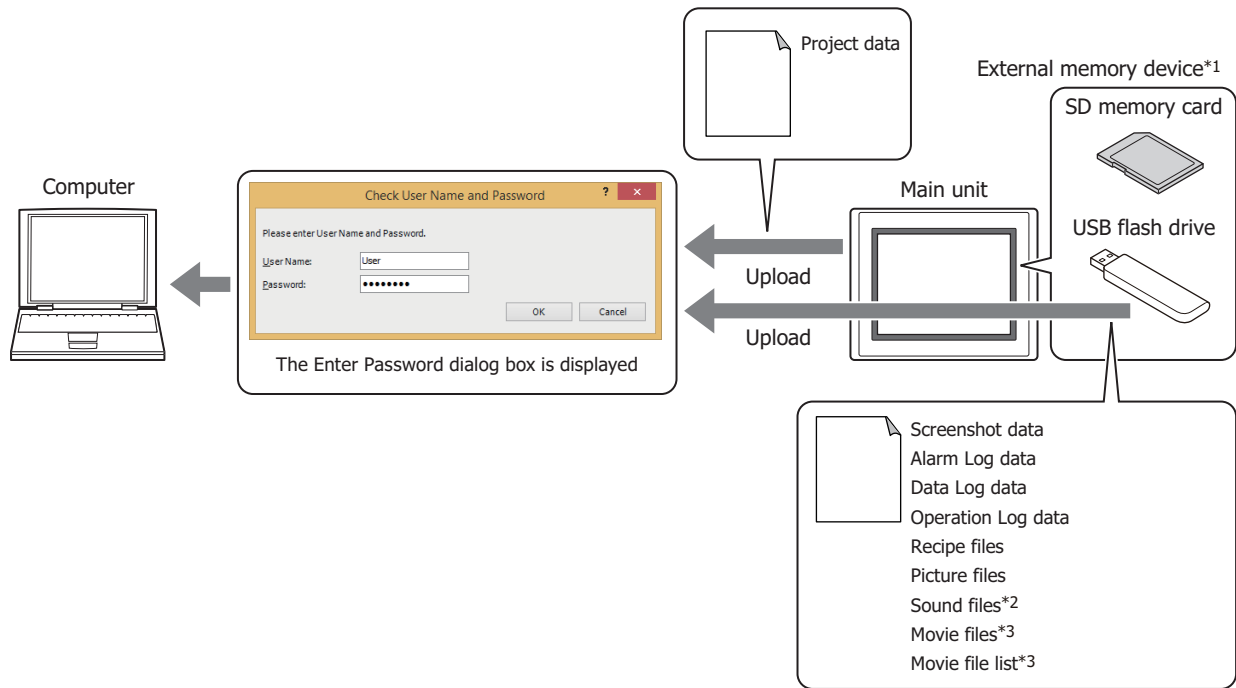 Project data
External memory device*1
SD memory card
USB flash drive
Computer
Check User Name and Password
?
×
Please enter User Name and Password.
User Name:
User
Password:
••••••••
OK
Cancel
The Enter Password dialog box is displayed
Main unit
Upload
Upload
Screenshot data
Alarm Log data
Data Log data
Operation Log data
Recipe files
Picture files
Sound files*2
Movie files*3
Movie file list*3